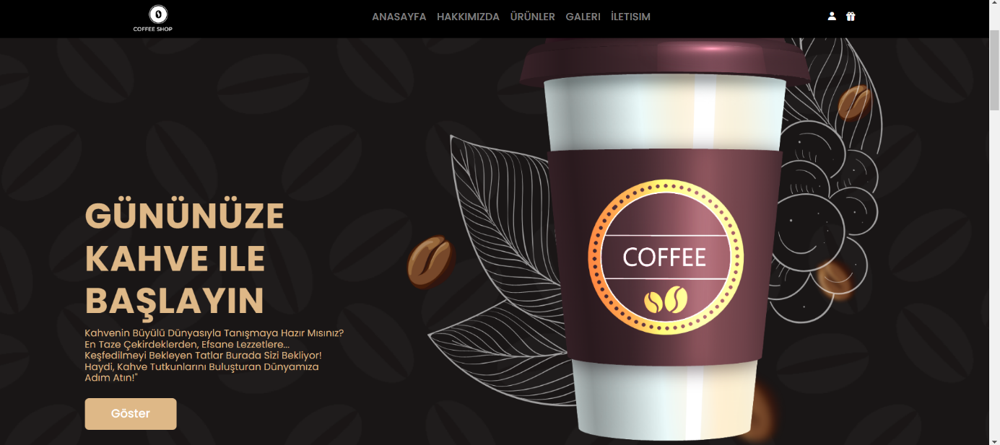 COFFEE SHOP
ANASAYFA HAKKIMIZDA ÜRÜNLER GALERI İLETISIM
GÜNÜNÜZE
KAHVE ILE
BAŞLAYIN
Kahvenin Büyülü Dünyasıyla Tanışmaya Hazır Mısınız?
En Taze Çekirdeklerden, Efsane Lezzetlere...
Keşfedilmeyi Bekleyen Tatlar Burada Sizi Bekliyor!
Haydi, Kahve Tutkunlarını Buluşturan Dünyamıza
Adım Atın!"
Göster
COFFEE